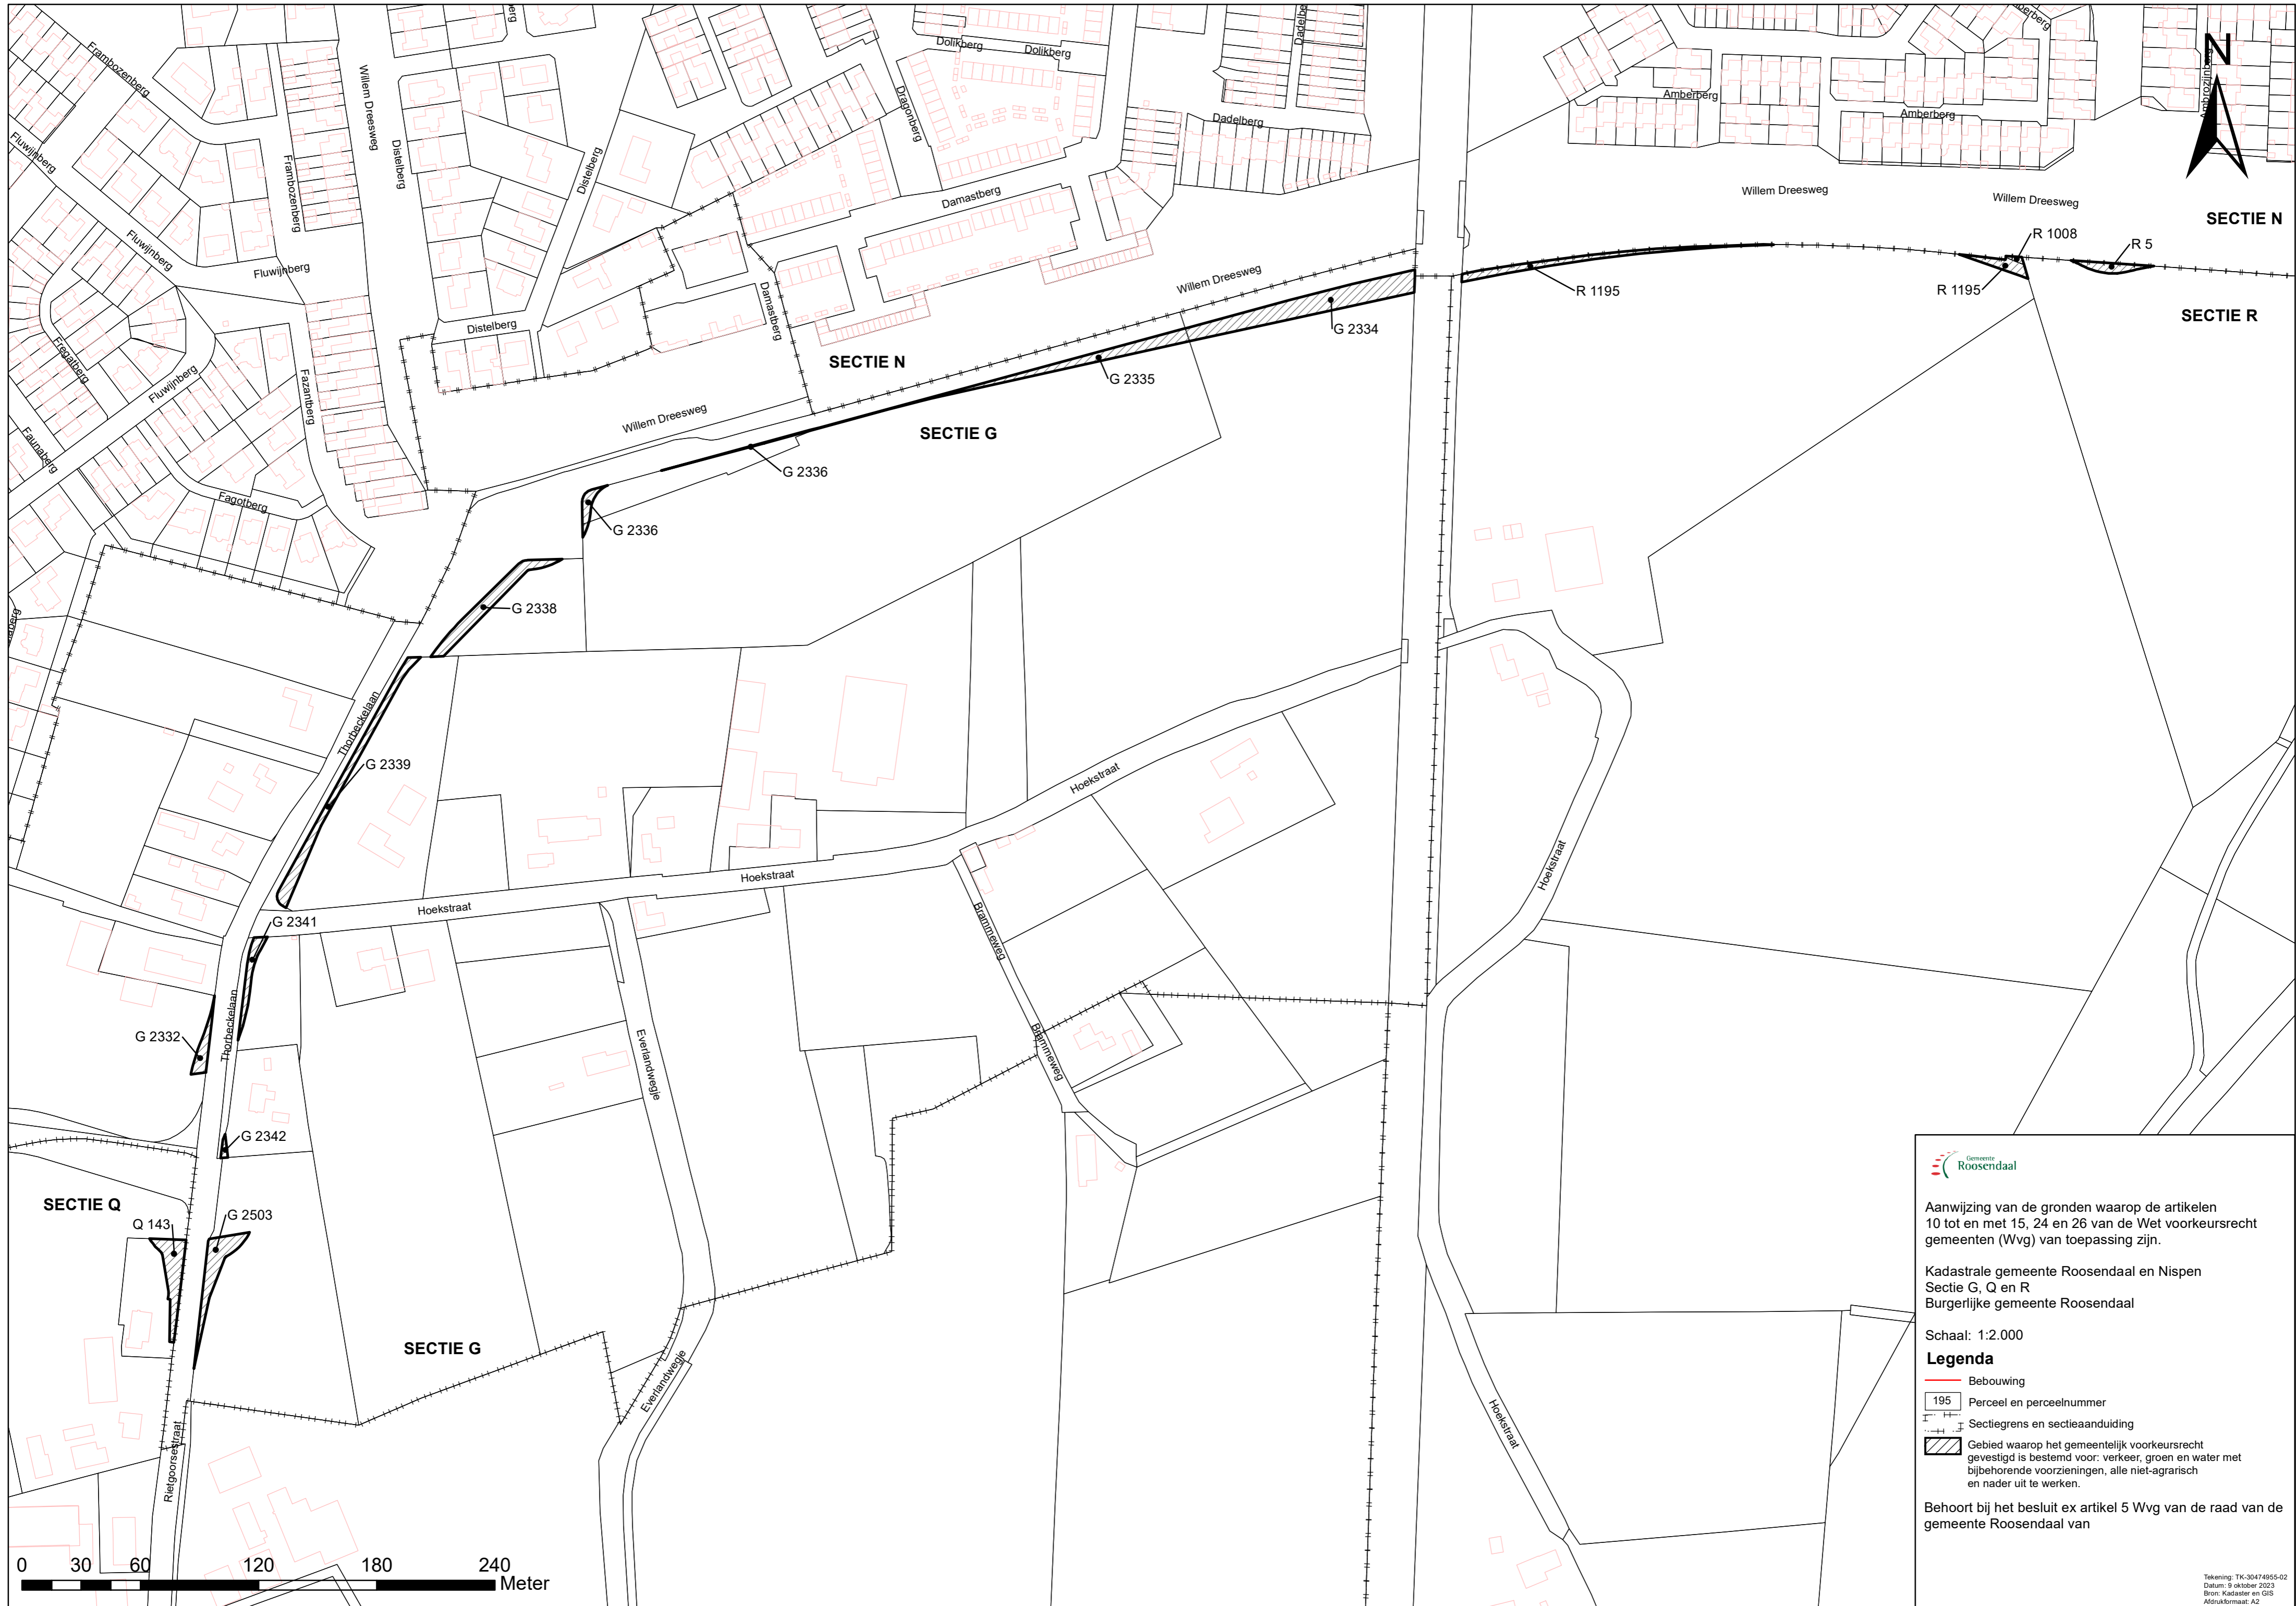 Frambozenberg
Fluwijnberg
Willem Dreesweg
Distelberg
Frambozenberg
Fluwijnberg
Fluwijnberg
Distelberg
Dolikberg
Dolikberg
Dragonberg
Damastberg
Dadelberg
Amberberg
Amberberg
Willem Dreesweg
Willem Dreesweg
N
SECTIE N
R 1008
R 5
R 1195
R 1195
SECTIE R
Willem Dreesweg
G 2334
G 2335
Distelberg
Damastberg
SECTIE N
Fregatberg
Fluwijnberg
Fazantberg
Faunaberg
Fagotberg
Willem Dreesweg
SECTIE G
G 2336
G 2336
G 2338
Thorbeckelaan
G 2339
Hoekstraat
Hoekstraat
Hoekstraat
Hoekstraat
G 2341
Brammeweg
Thorbeckelaan
G 2332
Everlandwegje
Brammeweg
G 2342
SECTIE Q
Q 143
G 2503
SECTIE G
Everlandwegje
Hoekstraat
Rietgoorsestraat
0 30 60 120 180 240
Meter
Gemeente
Roosendaal
Aanwijzing van de gronden waarop de artikelen
10 tot en met 15, 24 en 26 van de Wet voorkeursrecht
gemeenten (Wvg) van toepassing zijn.
Kadastrale gemeente Roosendaal en Nispen
Sectie G, Q en R
Burgerlijke gemeente Roosendaal
Schaal: 1:2.000
Legenda
Bebouwing
195 Perceel en perceelnummer
Sectiegrens en sectieaanduiding
Gebied waarop het gemeentelijk voorkeursrecht
gevestigd is bestemd voor: verkeer, groen en water met
bijbehorende voorzieningen, alle niet-agrarisch
en nader uit te werken.
Behoort bij het besluit ex artikel 5 Wvg van de raad van de
gemeente Roosendaal van
Tekening: TK-30474955-02
Datum: 9 oktober 2023
Bron: Kadaster en GIS
Afdrukformaat: A2